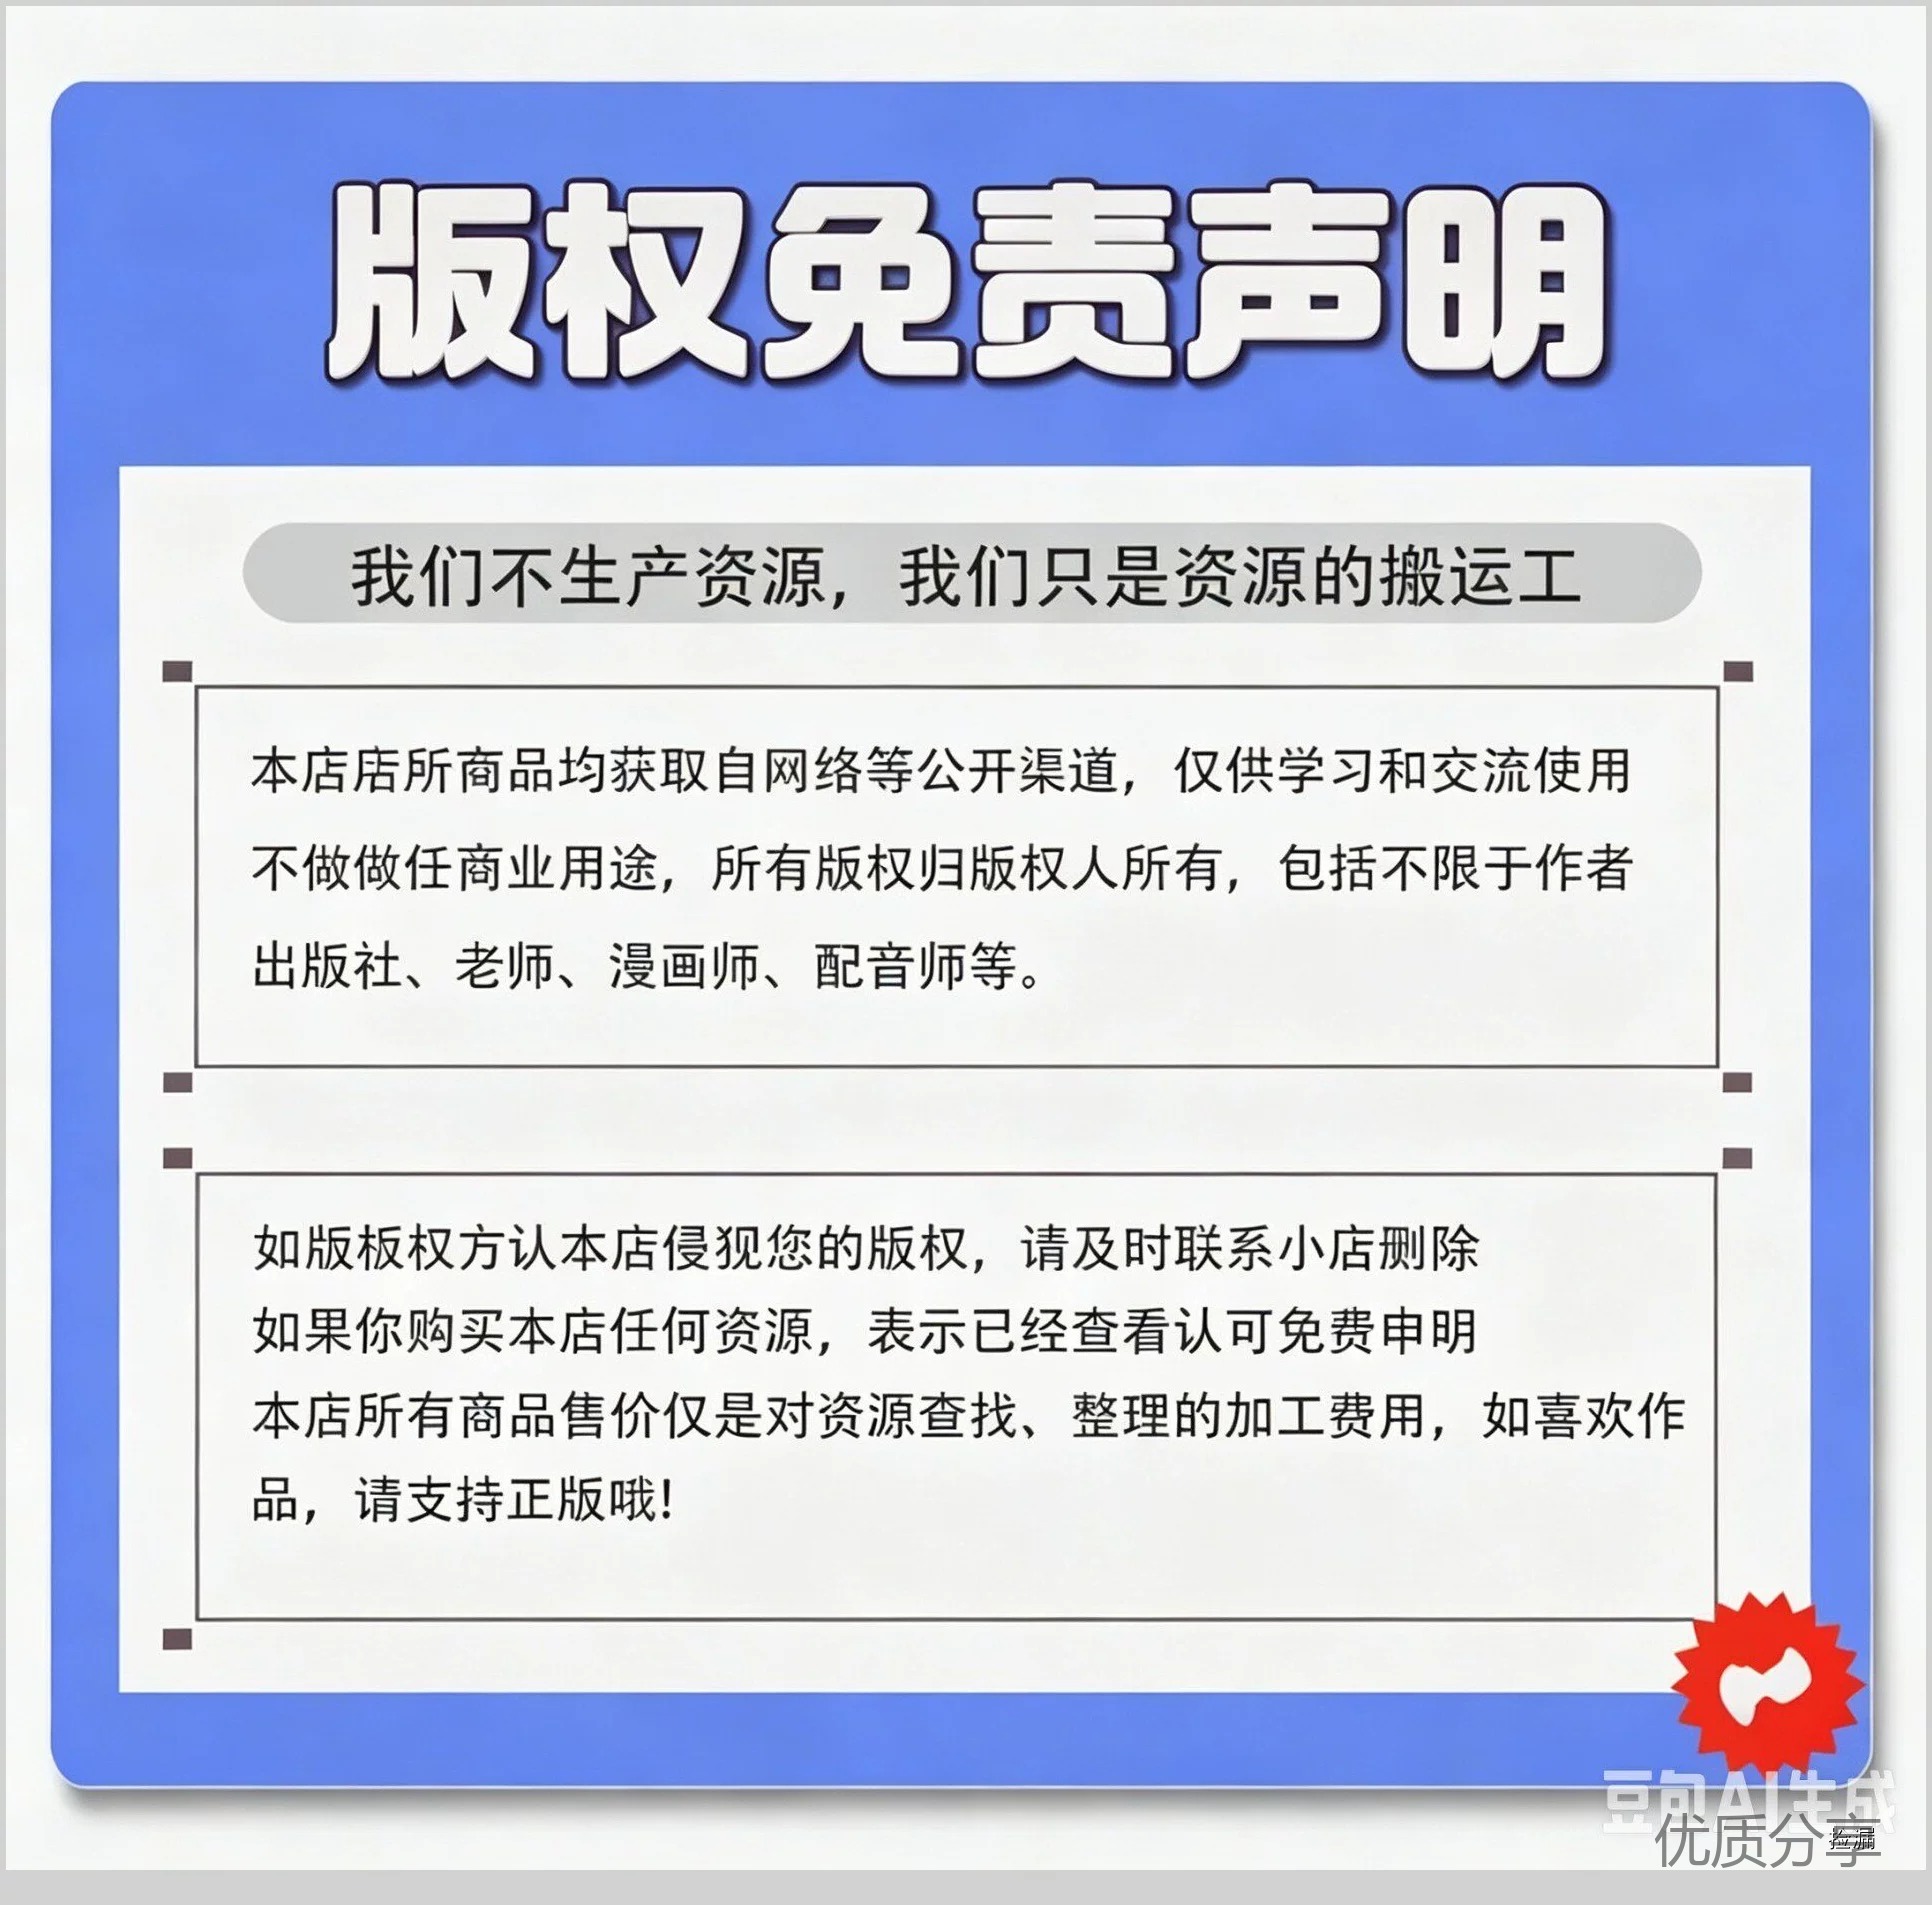 版权免责声明
我们不生产资源，我们只是资源的搬运工
本店店所商品均获取自网络等公开渠道，仅供学习和交流使用
不做做任商业用途，所有版权归版权人所有，包括不限于作者
出版社、老师、漫画师、配音师等。
如版板权方认本店侵犯您的版权，请及时联系小店删除
如果你购买本店任何资源，表示已经查看认可免费申明
本店所有商品售价仅是对资源查找、整理的加工费用，如喜欢作
品，请支持正版哦！
豆包AI生成
优质分享
捡漏